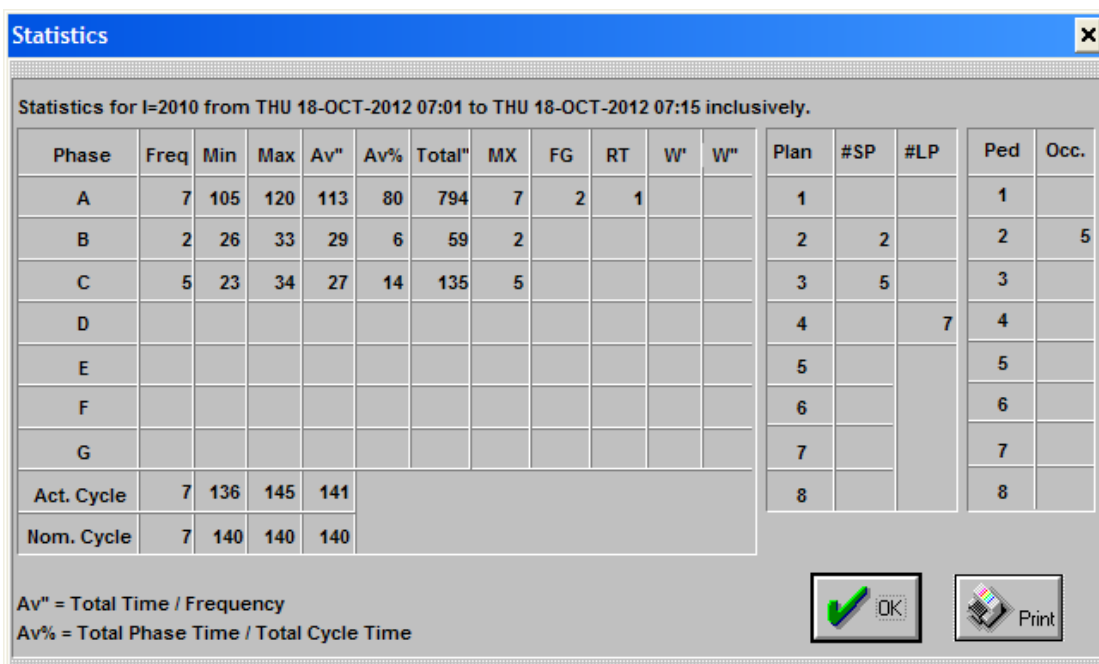 Statistics
Statistics for I=2010 from THU 18-OCT-2012 07:01 to THU 18-OCT-2012 07:15 inclusively.
Phase Freq Min Max Av" Av% Total" MX FG RT W' W" Plan #SP #LP Ped Occ.
A 7 105 120 113 80 794 7 2 1 1 1
B 2 26 33 29 6 59 2 2 2 2 5
C 5 23 34 27 14 135 5 3 5 3
D 4 7 4
E 5 5
F 6 6
G 7 7
Act. Cycle 7 136 145 141 8 8
Nom. Cycle 7 140 140 140
Av" = Total Time / Frequency
Av% = Total Phase Time / Total Cycle Time
OK
Print